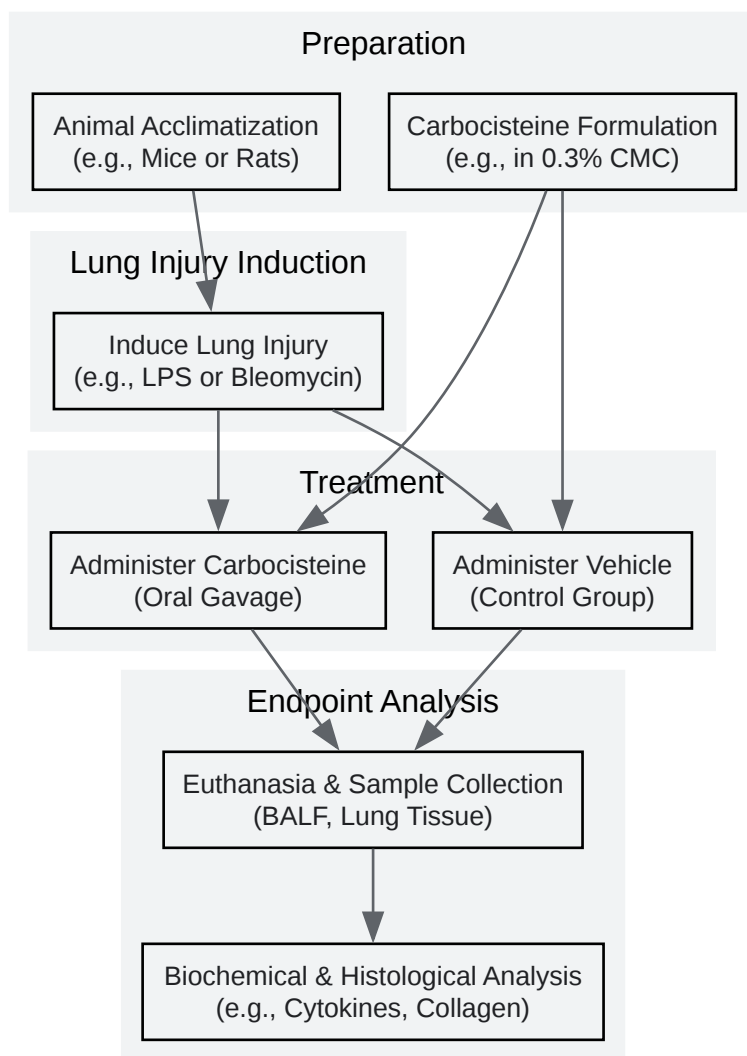 Preparation
Animal Acclimatization
(e.g., Mice or Rats)
Carbocisteine Formulation
(e.g., in 0.3% CMC)
Lung Injury Induction
Induce Lung Injury
(e.g., LPS or Bleomycin)
Treatment
Administer Carbocisteine
(Oral Gavage)
Administer Vehicle
(Control Group)
Endpoint Analysis
Euthanasia & Sample Collection
(BALF, Lung Tissue)
Biochemical & Histological Analysis
(e.g., Cytokines, Collagen)